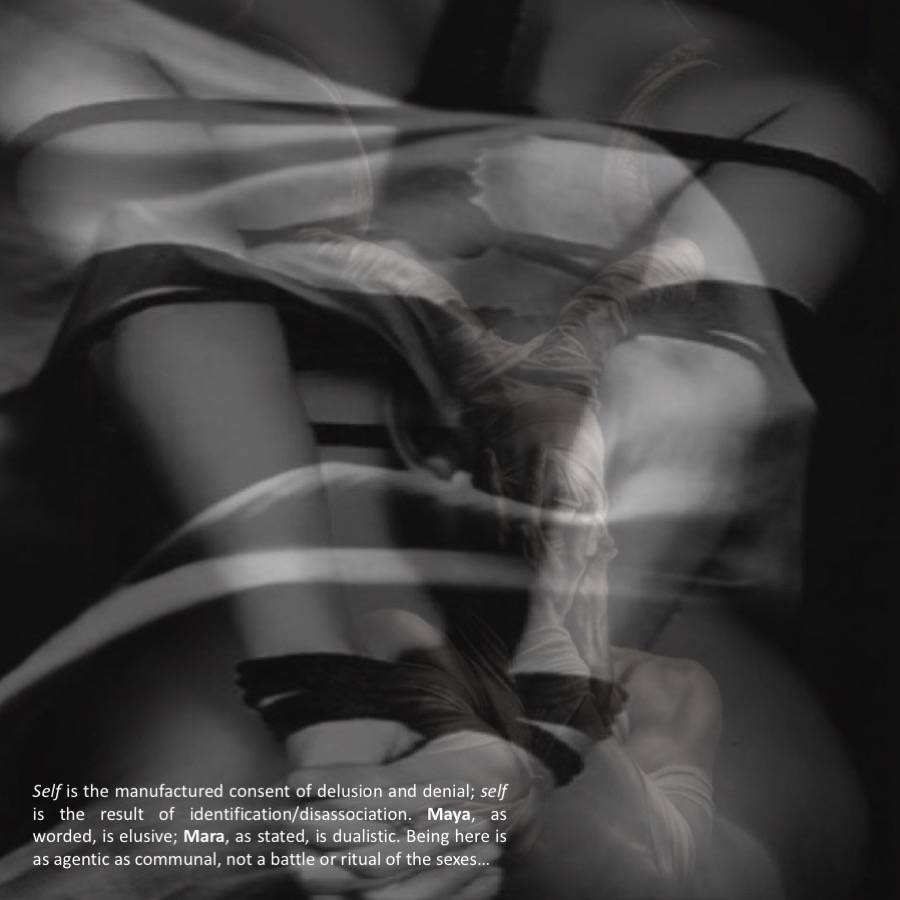 Self is the manufactured consent of delusion and denial; self
is the result of identification/disassociation. Maya, as
worded, is elusive; Mara, as stated, is dualistic. Being here is
as agentic as communal, not a battle or ritual of the sexes...